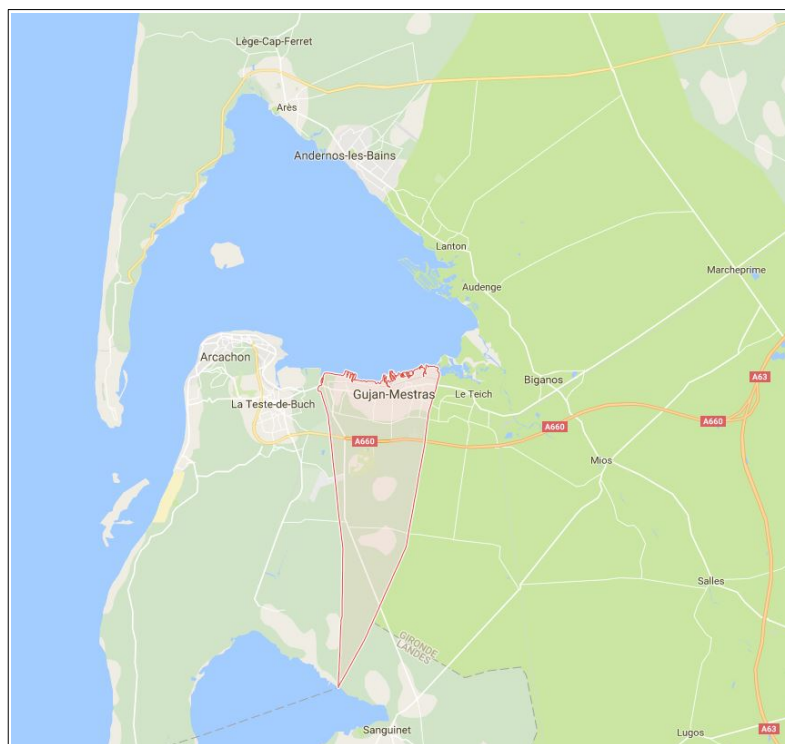 Lège-Cap-Ferret
Arès
Andernos-les-Bains
Lanton
Marcheprime
Audenge
Arcachon
A63
Biganos
Gujan-Mestras
Le Teich
La Teste-de-Buch
A660
A660
A660
Mios
Salles
GIRONDE
LANDES
Sanguinet
Lugos